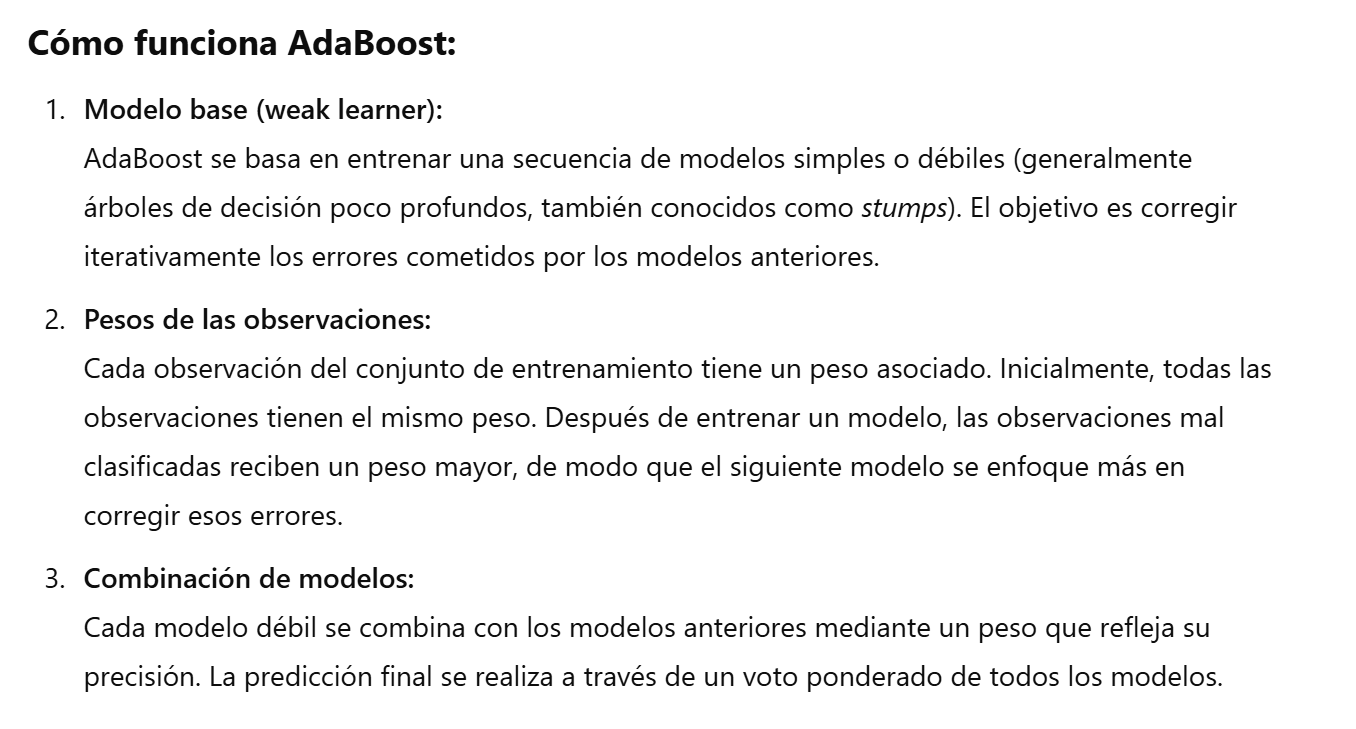 Cómo funciona AdaBoost:
1. Modelo base (weak learner):
AdaBoost se basa en entrenar una secuencia de modelos simples o débiles (generalmente
árboles de decisión poco profundos, también conocidos como stumps). El objetivo es corregir
iterativamente los errores cometidos por los modelos anteriores.
2. Pesos de las observaciones:
Cada observación del conjunto de entrenamiento tiene un peso asociado. Inicialmente, todas las
observaciones tienen el mismo peso. Después de entrenar un modelo, las observaciones mal
clasificadas reciben un peso mayor, de modo que el siguiente modelo se enfoque más en
corregir esos errores.
3. Combinación de modelos:
Cada modelo débil se combina con los modelos anteriores mediante un peso que refleja su
precisión. La predicción final se realiza a través de un voto ponderado de todos los modelos.